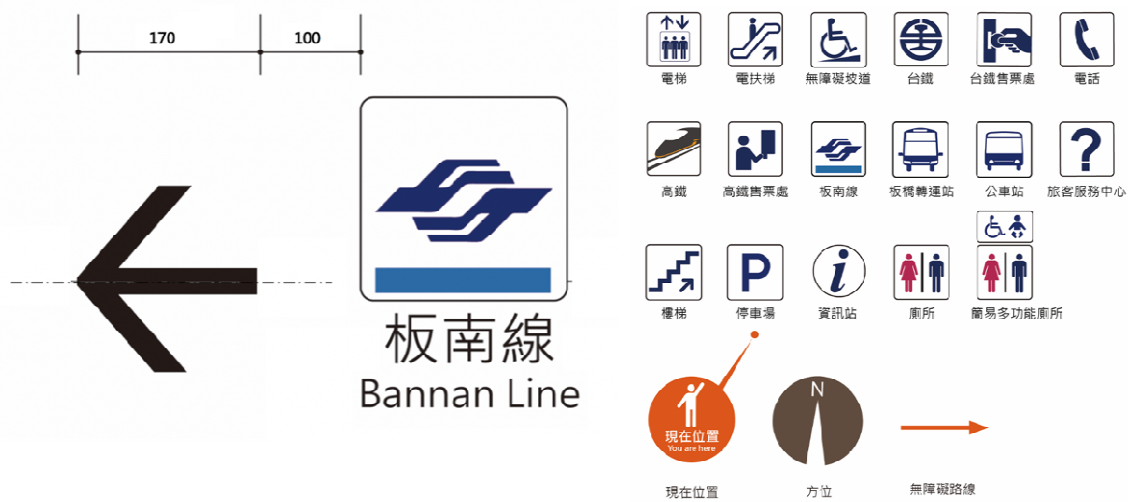 170
100
板南線
Bannan Line
電梯
電扶梯
無障礙坡道
台鐵
台鐵售票處
電話
高鐵
高鐵售票處
板南線
板橋轉運站
公車站
旅客服務中心
樓梯
P
停車場
i
資訊站
廁所
簡易多功能廁所
現在位置
You are here
現在位置
N
方位
無障礙路線